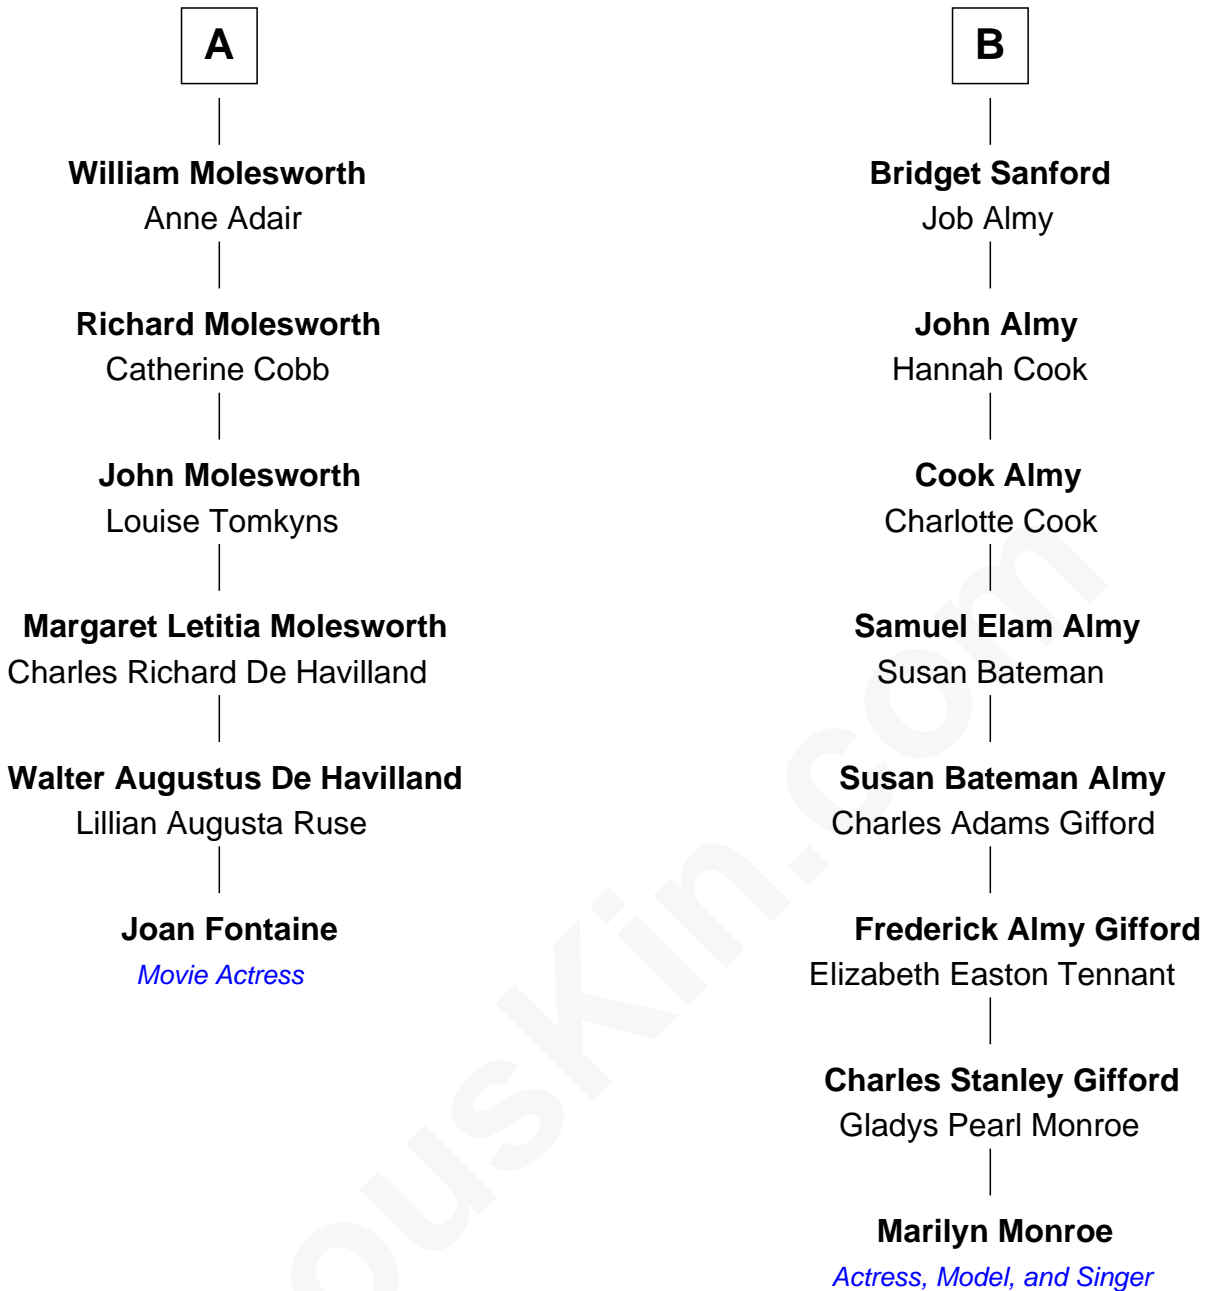 A
William Molesworth
Anne Adair
Richard Molesworth
Catherine Cobb
John Molesworth
Louise Tomkyns
Margaret Letitia Molesworth
Charles Richard De Havilland
Walter Augustus De Havilland
Lillian Augusta Ruse
Joan Fontaine
Movie Actress
B
Bridget Sanford
Job Almy
John Almy
Hannah Cook
Cook Almy
Charlotte Cook
Samuel Elam Almy
Susan Bateman
Susan Bateman Almy
Charles Adams Gifford
Frederick Almy Gifford
Elizabeth Easton Tennant
Charles Stanley Gifford
Gladys Pearl Monroe
Marilyn Monroe
Actress, Model, and Singer
ousKin.com